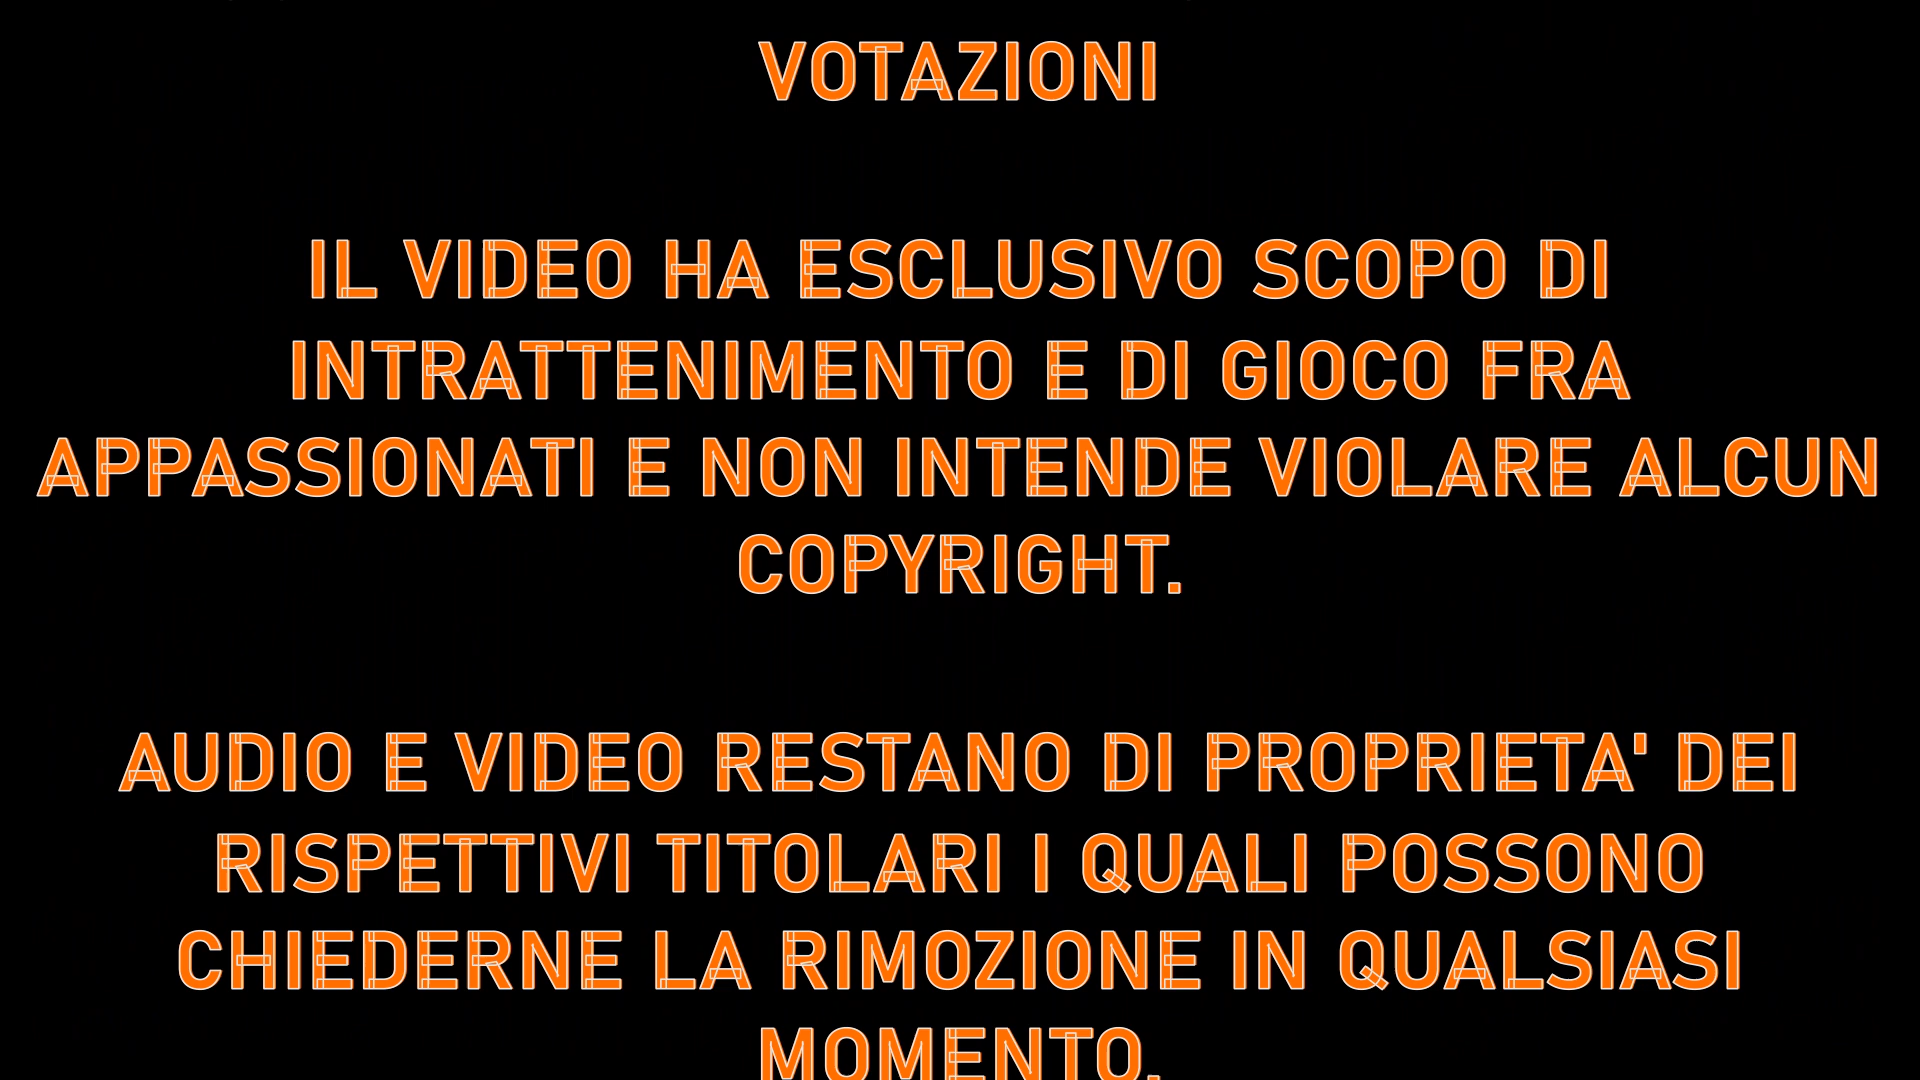 VOTAZIONI
IL VIDEO HA ESCLUSIVO SCOPO DI
INTRATTENIMENTO E DI GIOCO FRA
APPASSIONATI E NON INTENDE VIOLARE ALCUN
COPYRIGHT.
AUDIO E VIDEO RESTANO DI PROPRIETA' DEI
RISPETTIVI TITOLARI I QUALI POSSONO
CHIEDERNE LA RIMOZIONE IN QUALSIASI
MOMENTO.